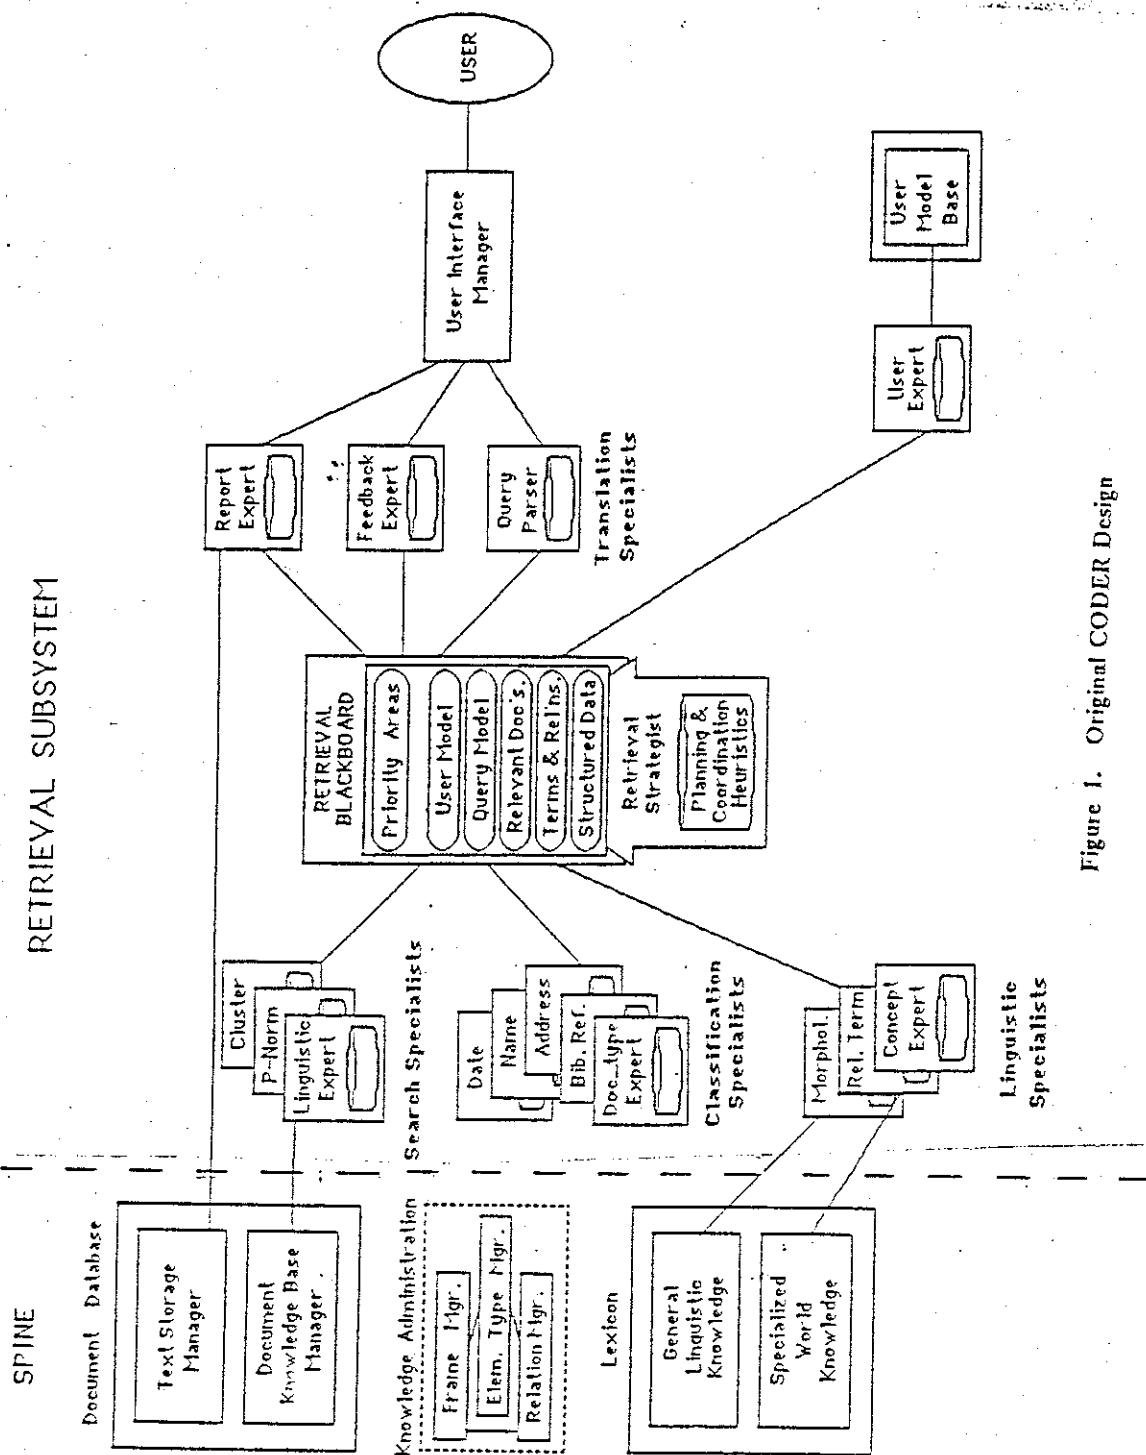 SPINE
RETRIEVAL SUBSYSTEM
Document Database
Text Storage
Manager
Document
Knowledge Base
Manager
Knowledge Administration
Frame Mgr.
Elem. Type Mgr.
Relation Mgr.
Lexicon
General
Linguistic
Knowledge
Specialized
World
Knowledge
Cluster
P-Norm
Linguistic
Expert
Search Specialists
Date
Name
Address
Bib. Ref.
Doc_type
Expert
Classification
Specialists
Morphol.
Rel. Term
Concept
Expert
Linguistic
Specialists
RETRIEVAL
BLACKBOARD
Priority Areas
User Model
Query Model
Relevant Doc's.
Terms & Rel'ns.
Structured Data
Retrieval
Strategist
Planning &
Coordination
Heuristics
Report
Expert
Feedback
Expert
Query
Parser
Translation
Specialists
User Interface
Manager
USER
User
Expert
User
Model
Base
Figure 1. Original CODER Design